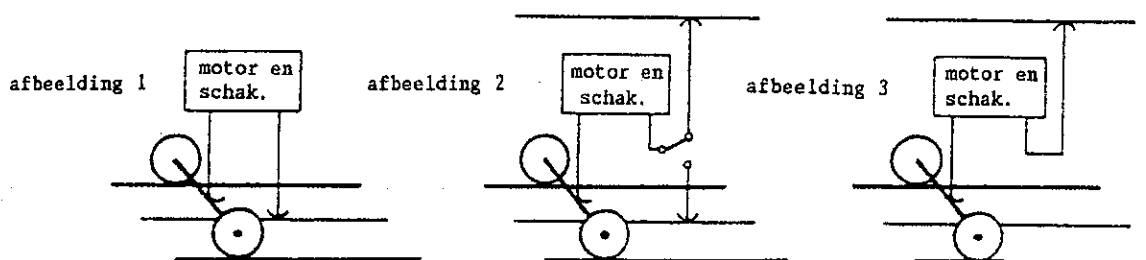 afbeelding 1
motor en
schak.
afbeelding 2
motor en
schak.
afbeelding 3
motor en
schak.